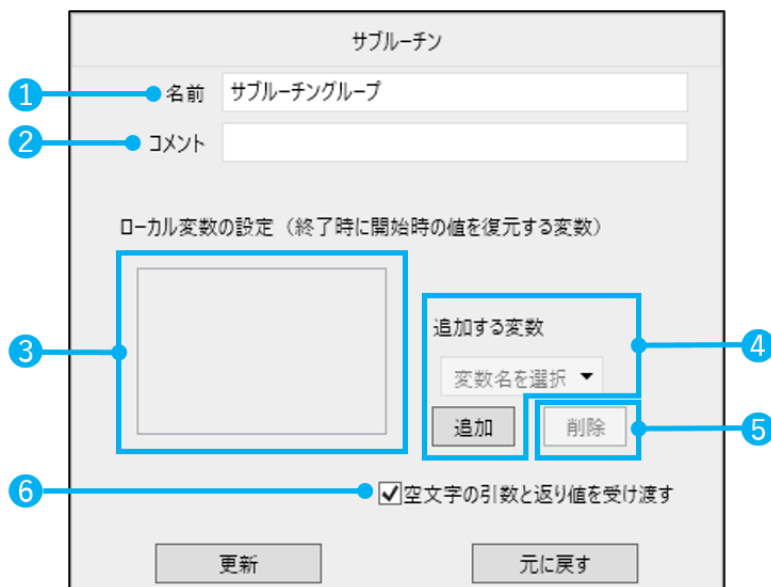 サブルーチン
1 名前 サブルーチングループ
2 コメント
ローカル変数の設定（終了時に開始時の値を復元する変数）
3
追加する変数
4
変数名を選択
追加 削除 5
6 空文字の引数と返り値を受け渡す
更新 元に戻す